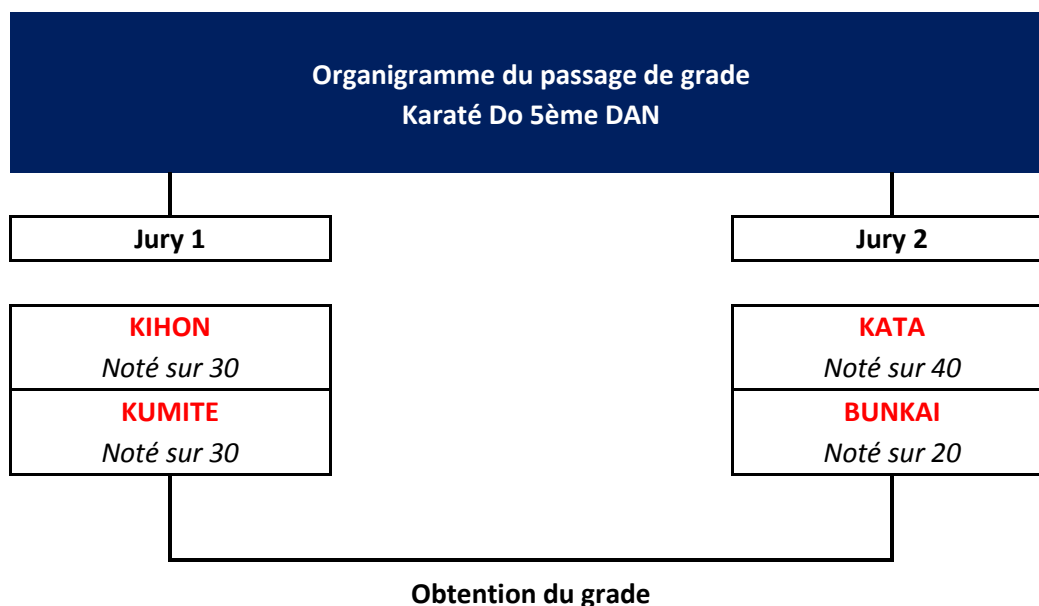 Organigramme du passage de grade
Karaté Do 5ème DAN
Jury 1
Jury 2
KIHON
Noté sur 30
KUMITE
Noté sur 30
KATA
Noté sur 40
BUNKAI
Noté sur 20
Obtention du grade